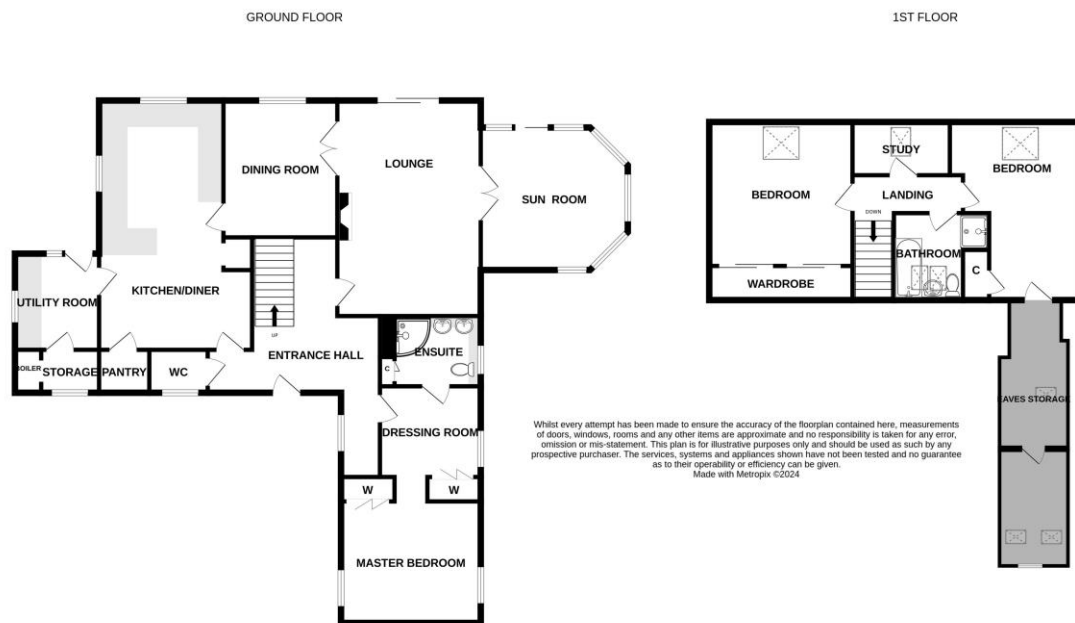 GROUND FLOOR
1ST FLOOR
DINING ROOM
LOUNGE
SUN ROOM
UTILITY ROOM
KITCHEN/DINER
UP
ENTRANCE HALL
ENSUITE
C
BOILER
STORAGE
PANTRY
WC
DRESSING ROOM
W
W
MASTER BEDROOM
STUDY
BEDROOM
BEDROOM
LANDING
DOWN
BATHROOM
C
WARDROBE
EAVES STORAGE
Whilst every attempt has been made to ensure the accuracy of the floorplan contained here, measurements
of doors, windows, rooms and any other items are approximate and no responsibility is taken for any error,
omission or mis-statement. This plan is for illustrative purposes only and should be used as such by any
prospective purchaser. The services, systems and appliances shown have not been tested and no guarantee
as to their operability or efficiency can be given.
Made with Metropix ©2024